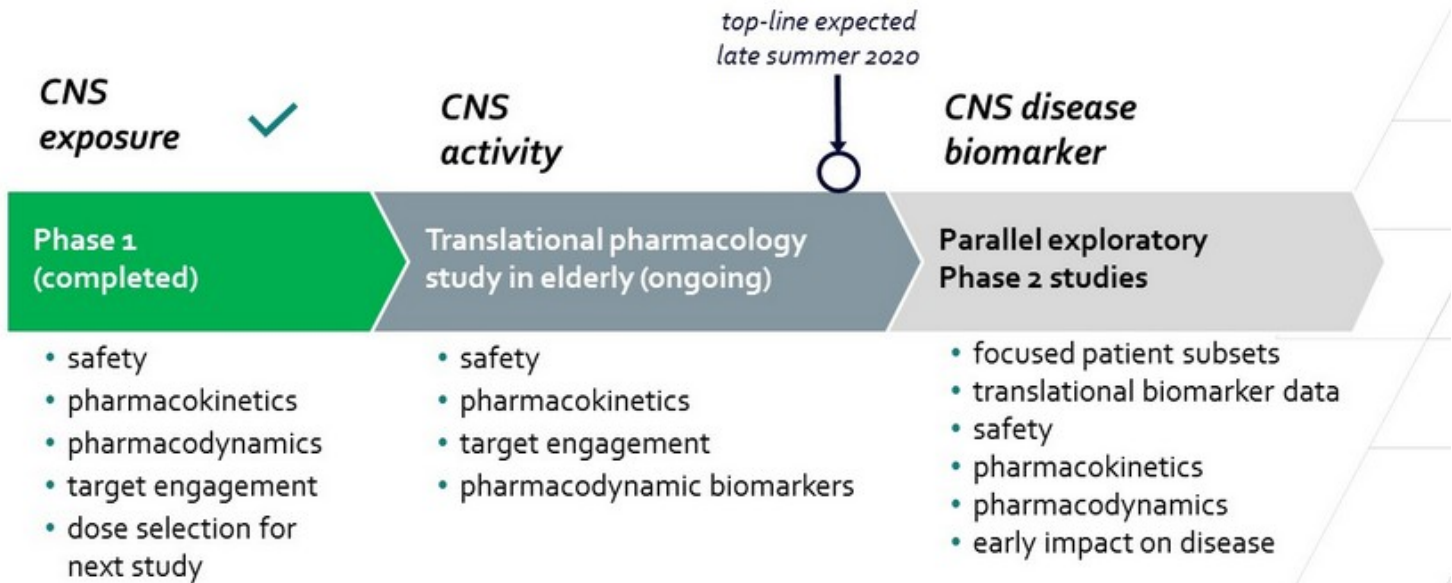 top-line expected
late summer 2020
CNS
exposure
CNS
activity
CNS disease
biomarker
Phase 1
(completed)
Translational pharmacology
study in elderly (ongoing)
Parallel exploratory
Phase 2 studies
• safety
• pharmacokinetics
• pharmacodynamics
• target engagement
• dose selection for
next study
• safety
• pharmacokinetics
• target engagement
• pharmacodynamic biomarkers
• focused patient subsets
• translational biomarker data
• safety
• pharmacokinetics
• pharmacodynamics
• early impact on disease